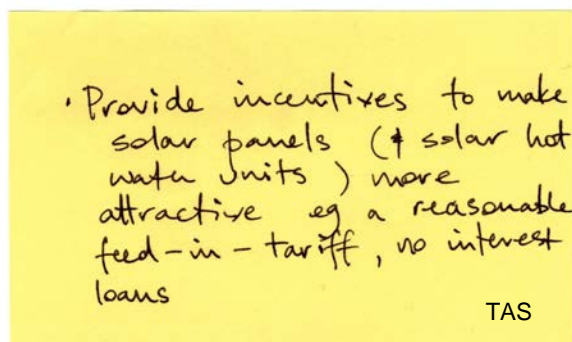 • Provide incentives to make
solar panels (& solar hot
water units) more
attractive eg a reasonable
feed-in-tariff, no interest
loans
TAS